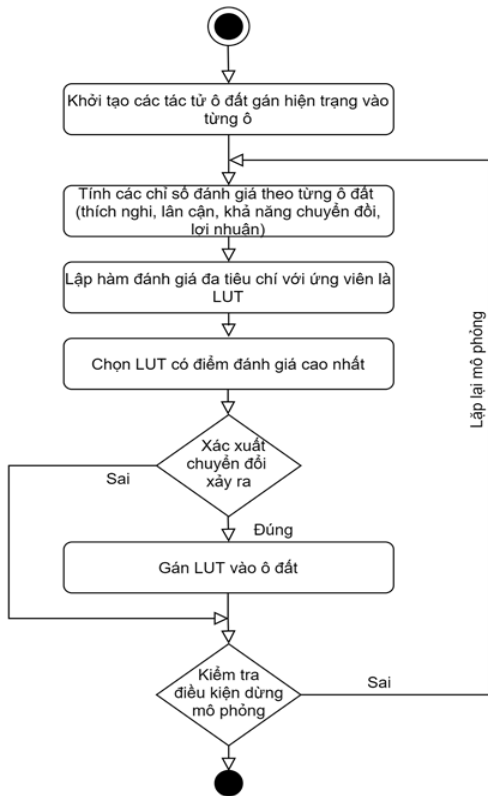 Khởi tạo các tác tử ô đất gán hiện trạng vào
từng ô
Tính các chỉ số đánh giá theo từng ô đất
(thích nghi, lân cận, khả năng chuyển đổi,
lợi nhuận)
Lập hàm đánh giá đa tiêu chí với ứng viên là
LUT
Chọn LUT có điểm đánh giá cao nhất
Xác xuất
chuyển đổi
xảy ra
Sai
Đúng
Gán LUT vào ô đất
Kiểm tra
điều kiện dừng
mô phỏng
Sai
Lặp lại mô phỏng